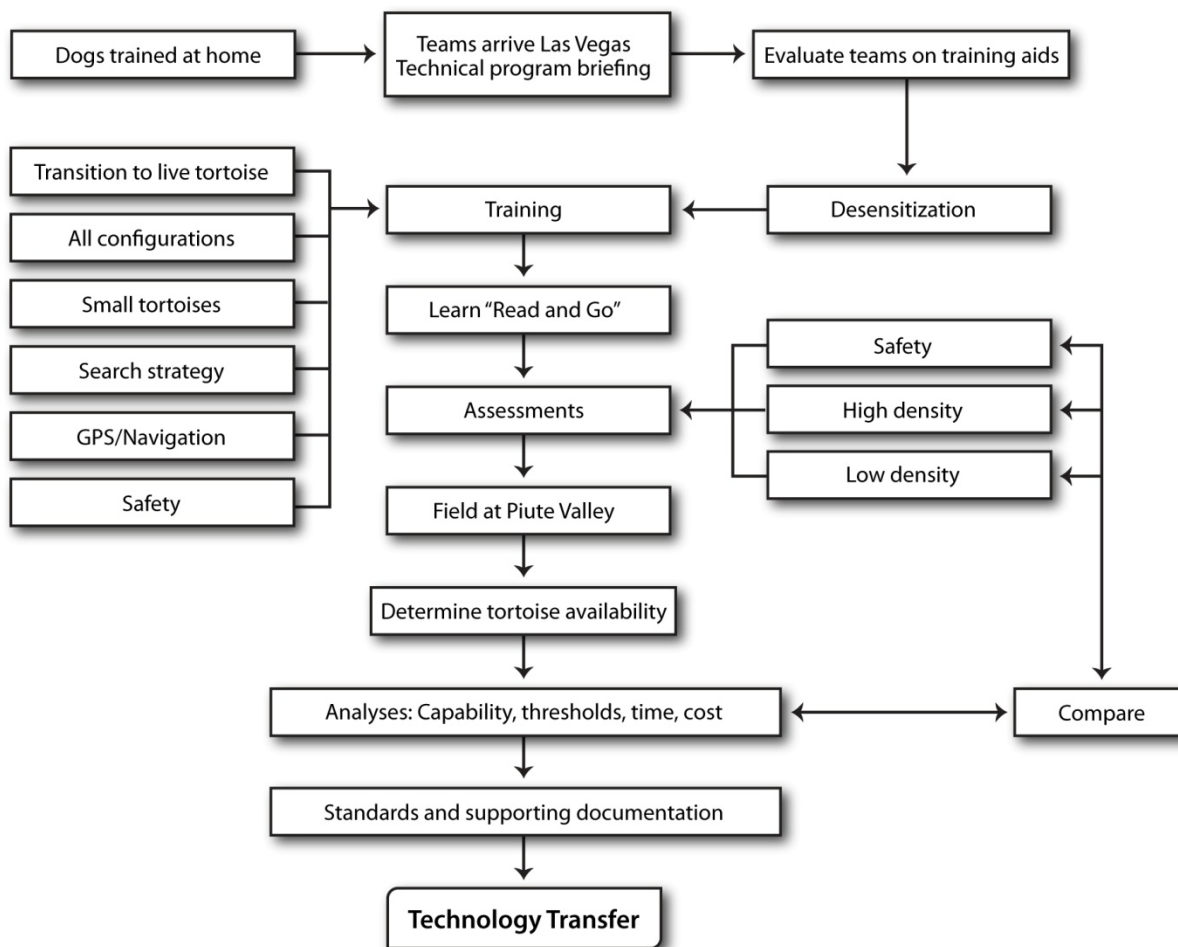 Dogs trained at home
Teams arrive Las Vegas
Technical program briefing
Evaluate teams on training aids
Transition to live tortoise
Training
Desensitization
All configurations
Small tortoises
Learn “Read and Go”
Search strategy
Safety
Assessments
High density
GPS/Navigation
Low density
Safety
Field at Piute Valley
Determine tortoise availability
Analyses: Capability, thresholds, time, cost
Compare
Standards and supporting documentation
Technology Transfer